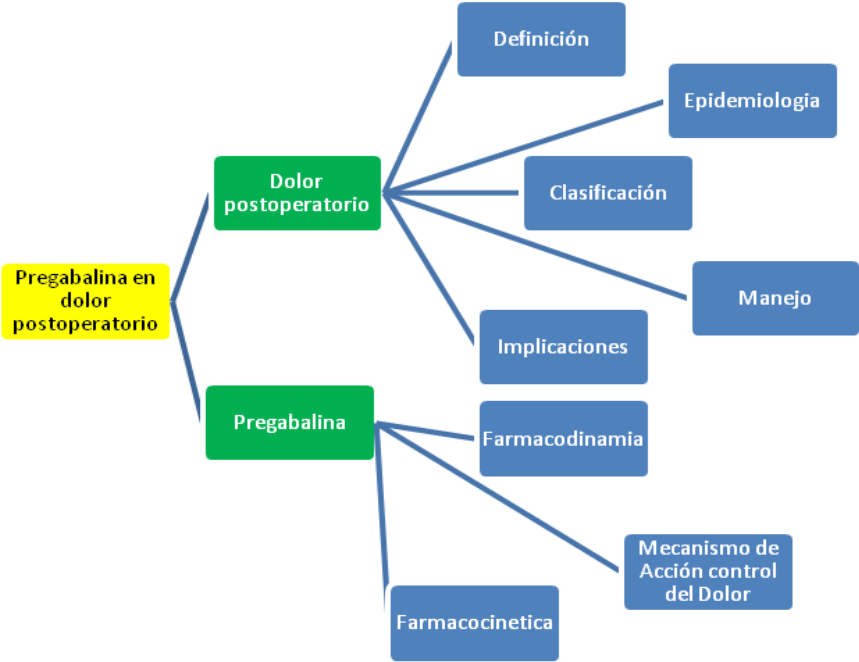 Definición
Epidemiologia
Dolor
postoperatorio
Clasificación
Pregabalina en
dolor
postoperatorio
Manejo
Implicaciones
Pregabalina
Farmacodinamia
Mecanismo de
Acción control
del Dolor
Farmacocinetica